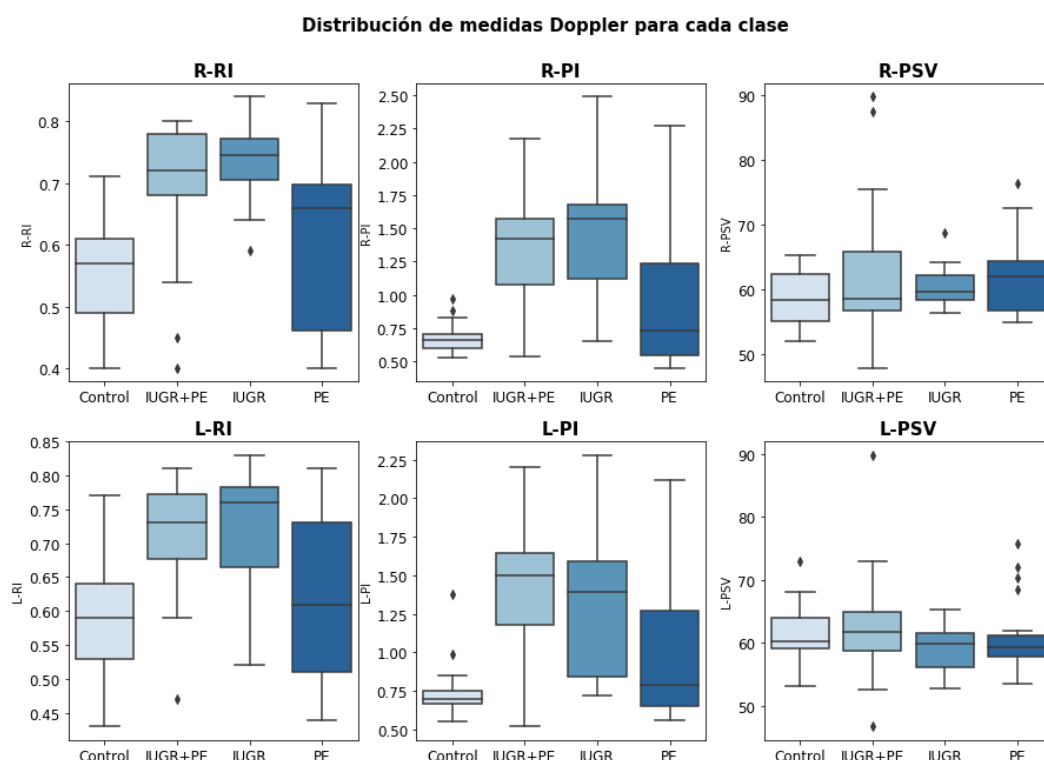 Distribución de medidas Doppler para cada clase
R-RI
R-PI
R-PSV
R-RI
0.8
0.7
0.6
0.5
0.4
Control IUGR+PE IUGR PE
R-PI
2.50
2.25
2.00
1.75
1.50
1.25
1.00
0.75
0.50
Control IUGR+PE IUGR PE
R-PSV
90
80
70
60
50
Control IUGR+PE IUGR PE
L-RI
L-PI
L-PSV
L-RI
0.85
0.80
0.75
0.70
0.65
0.60
0.55
0.50
0.45
Control IUGR+PE IUGR PE
L-PI
2.25
2.00
1.75
1.50
1.25
1.00
0.75
0.50
Control IUGR+PE IUGR PE
L-PSV
90
80
70
60
50
Control IUGR+PE IUGR PE